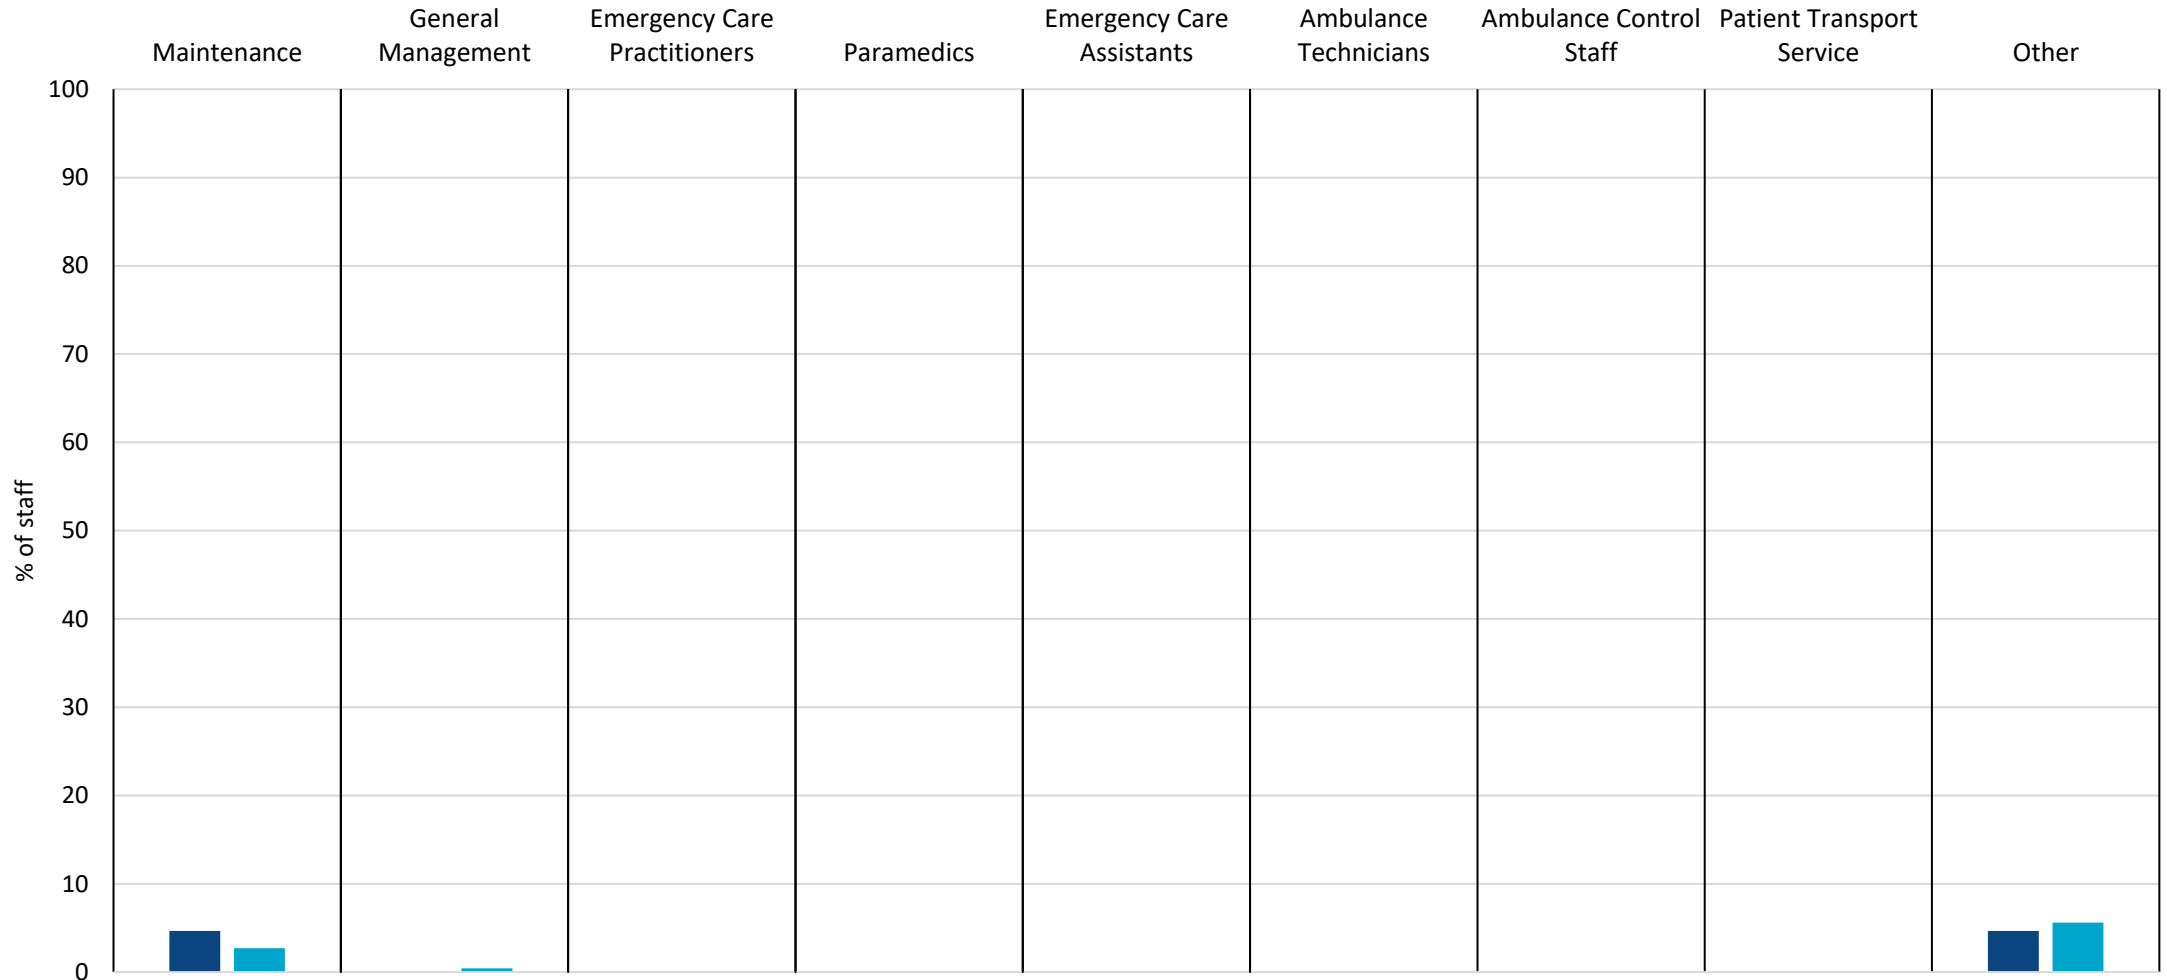 Maintenance
General
Management
Emergency Care
Practitioners
Paramedics
Emergency Care
Assistants
Ambulance
Technicians
Ambulance Control
Staff
Patient Transport
Service
Other
100
90
80
70
60
50
40
30
20
10
0
% of staff